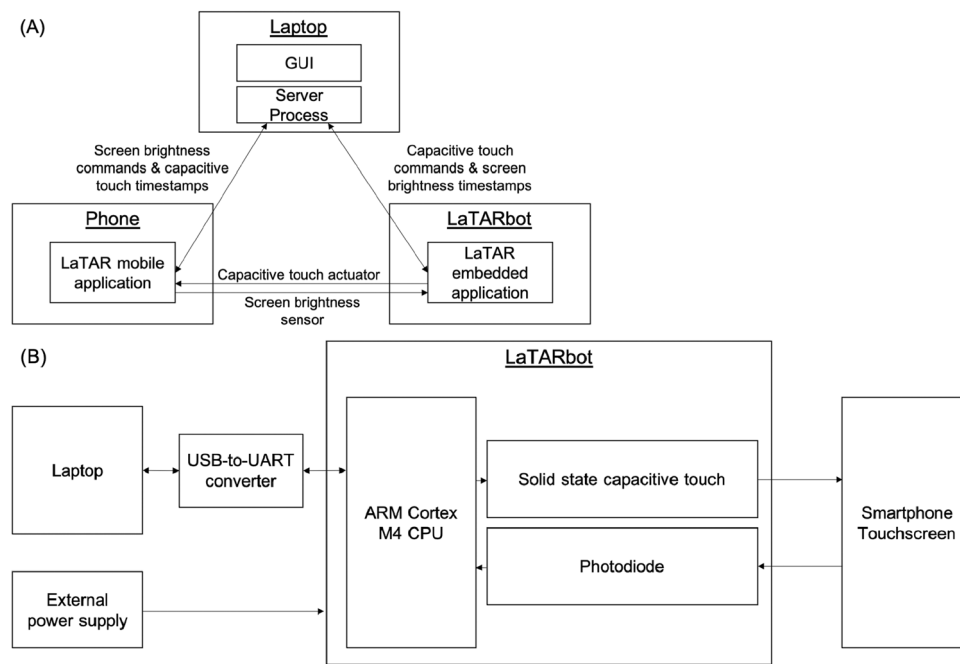 (A)
Laptop
GUI
Server
Process
Screen brightness
commands & capacitive
touch timestamps
Capacitive touch
commands & screen
brightness timestamps
Phone
LaTAR mobile
application
Capacitive touch actuator
Screen brightness
sensor
LaTARbot
LaTAR
embedded
application
(B)
LaTARbot
Laptop
USB-to-UART
converter
ARM Cortex
M4 CPU
Solid state capacitive touch
Photodiode
Smartphone
Touchscreen
External
power supply